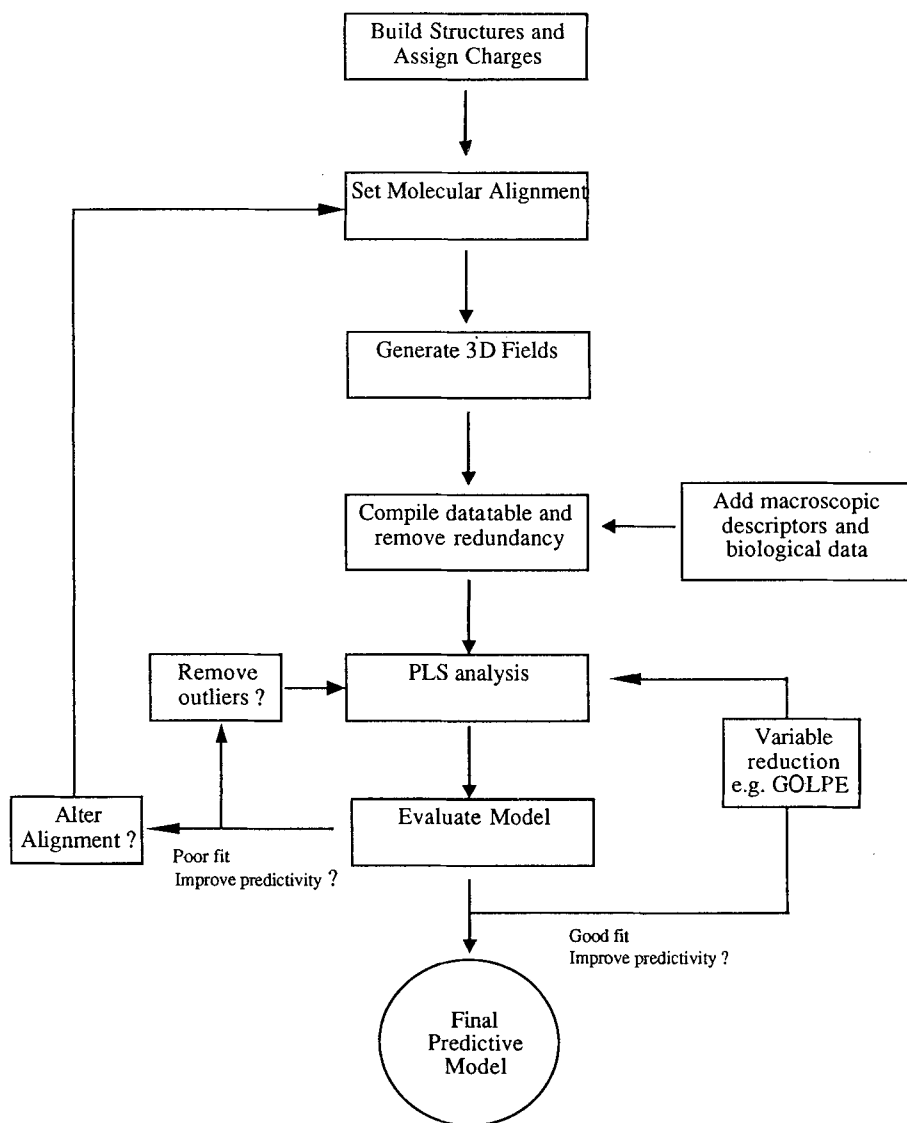 Build Structures and
Assign Charges
Set Molecular Alignment
Generate 3D Fields
Compile datatable and
remove redundancy
Add macroscopic
descriptors and
biological data
Remove
outliers ?
PLS analysis
Variable
reduction
e.g. GOLPE
Alter
Alignment ?
Evaluate Model
Poor fit
Improve predictivity ?
Good fit
Improve predictivity ?
Final
Predictive
Model